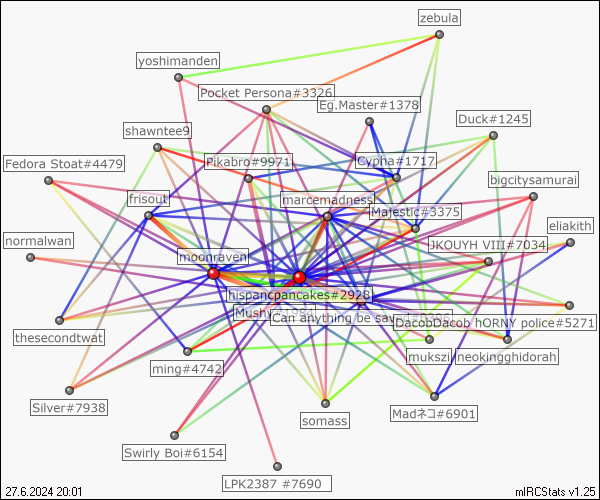 zebula
yoshimanden
Pocket Persona#3326
Eg.Master#1378
Duck#1245
shawntee9
Fedora Stoat#4479
Pikabro#9971
Cypha#1717
bigcitysamurai
frisout
marcemadness
Majestic#3375
eliakith
normalwan
JKOUYH VIII#7034
moonraven
hispancpancakes#2928
Mushy
Can anything be
DacobDacob hORNY police#5271
thesecondtwat
mukszi
neokingghidorah
ming#4742
Silver#7938
somass
Madネコ#6901
Swirly Boi#6154
LPK2387 #7690
27.6.2024 20:01
mIRCStats v1.25